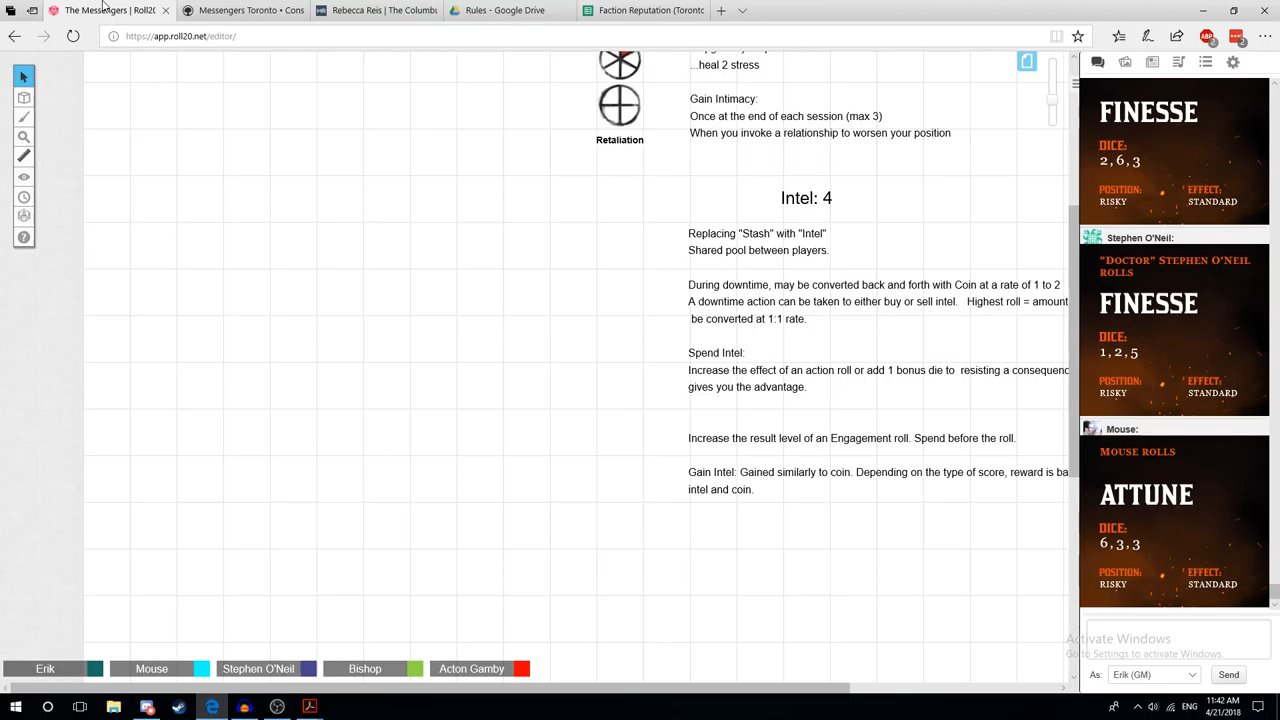 The Messengers | Roll20
Messengers Toronto • Cons
HR Rebecca Reis | The Columbu
Rules - Google Drive
Faction Reputation (Toronto
https://app.roll20.net/editor/
ABP
2
2
...heal 2 stress
Gain Intimacy:
Once at the end of each session (max 3)
When you invoke a relationship to worsen your position
Retaliation
Intel: 4
Replacing "Stash" with "Intel"
Shared pool between players.
During downtime, may be converted back and forth with Coin at a rate of 1 to 2
A downtime action can be taken to either buy or sell intel. Highest roll = amount
be converted at 1:1 rate.
Spend Intel:
Increase the effect of an action roll or add 1 bonus die to resisting a consequenc
gives you the advantage.
Increase the result level of an Engagement roll. Spend before the roll.
Gain Intel: Gained similarly to coin. Depending on the type of score, reward is ba
intel and coin.
FINESSE
DICE:
2,6,3
POSITION: EFFECT:
RISKY STANDARD
Stephen O'Neil:
"DOCTOR" STEPHEN O'NEIL
ROLLS
FINESSE
DICE:
1,2,5
POSITION: EFFECT:
RISKY STANDARD
Mouse:
MOUSE ROLLS
ATTUNE
DICE:
6,3,3
POSITION: EFFECT:
RISKY STANDARD
Activate Windows
Go to Settings to activate Windows.
As: Erik (GM) Send
Erik Mouse Stephen O'Neil Bishop Acton Gamby
ENG
11:42 AM
4/21/2018